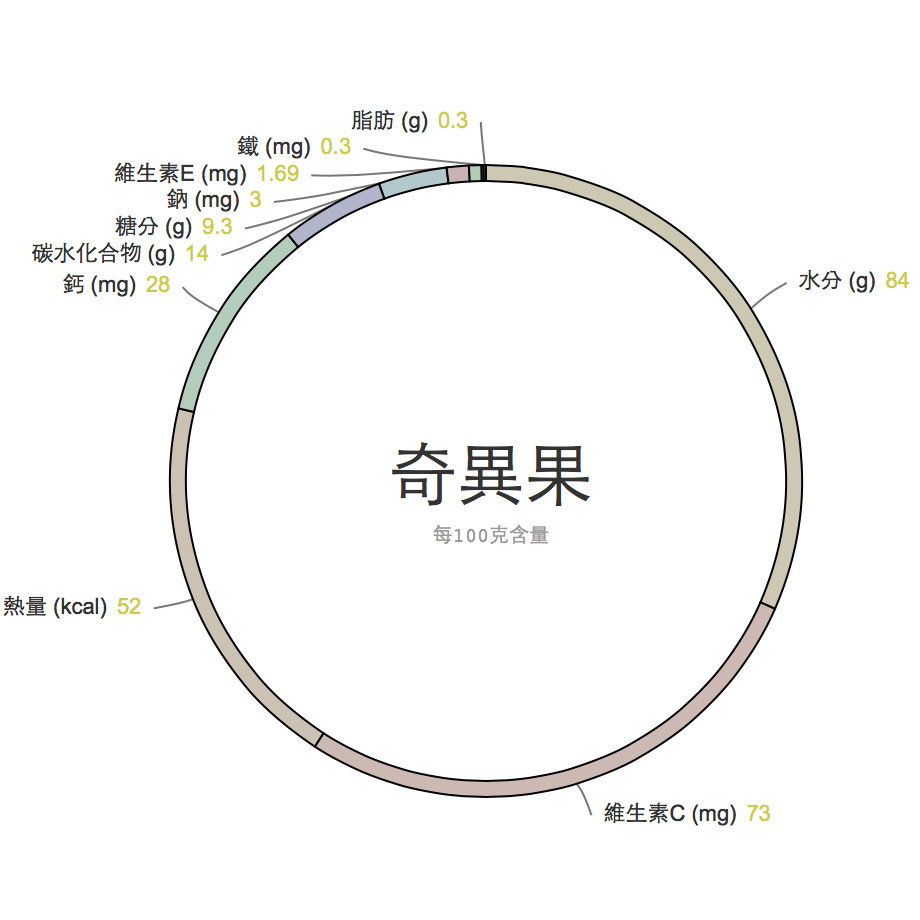 脂肪 (g) 0.3
鐵 (mg) 0.3
維生素E (mg) 1.69
鈉 (mg) 3
糖分 (g) 9.3
碳水化合物 (g) 14
鈣 (mg) 28
水分 (g) 84
奇異果
每100克含量
熱量 (kcal) 52
維生素C (mg) 73